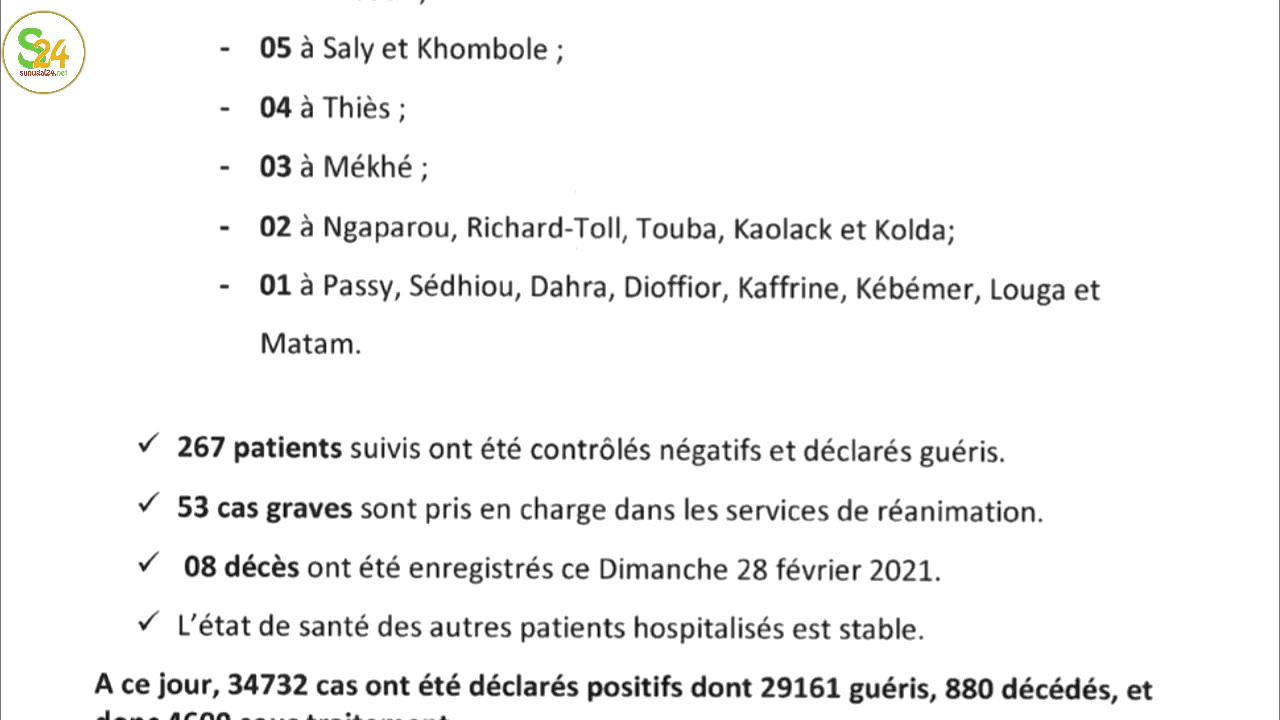 S24
sunugal24.net
- 05 à Saly et Khombole ;
- 04 à Thiès ;
- 03 à Mékhé ;
- 02 à Ngaparou, Richard-Toll, Touba, Kaolack et Kolda;
- 01 à Passy, Sédhiou, Dahra, Dioffior, Kaffrine, Kébémer, Louga et
Matam.
✓ 267 patients suivis ont été contrôlés négatifs et déclarés guéris.
✓ 53 cas graves sont pris en charge dans les services de réanimation.
✓ 08 décès ont été enregistrés ce Dimanche 28 février 2021.
✓ L'état de santé des autres patients hospitalisés est stable.
A ce jour, 34732 cas ont été déclarés positifs dont 29161 guéris, 880 décédés, et
donc sous traitement